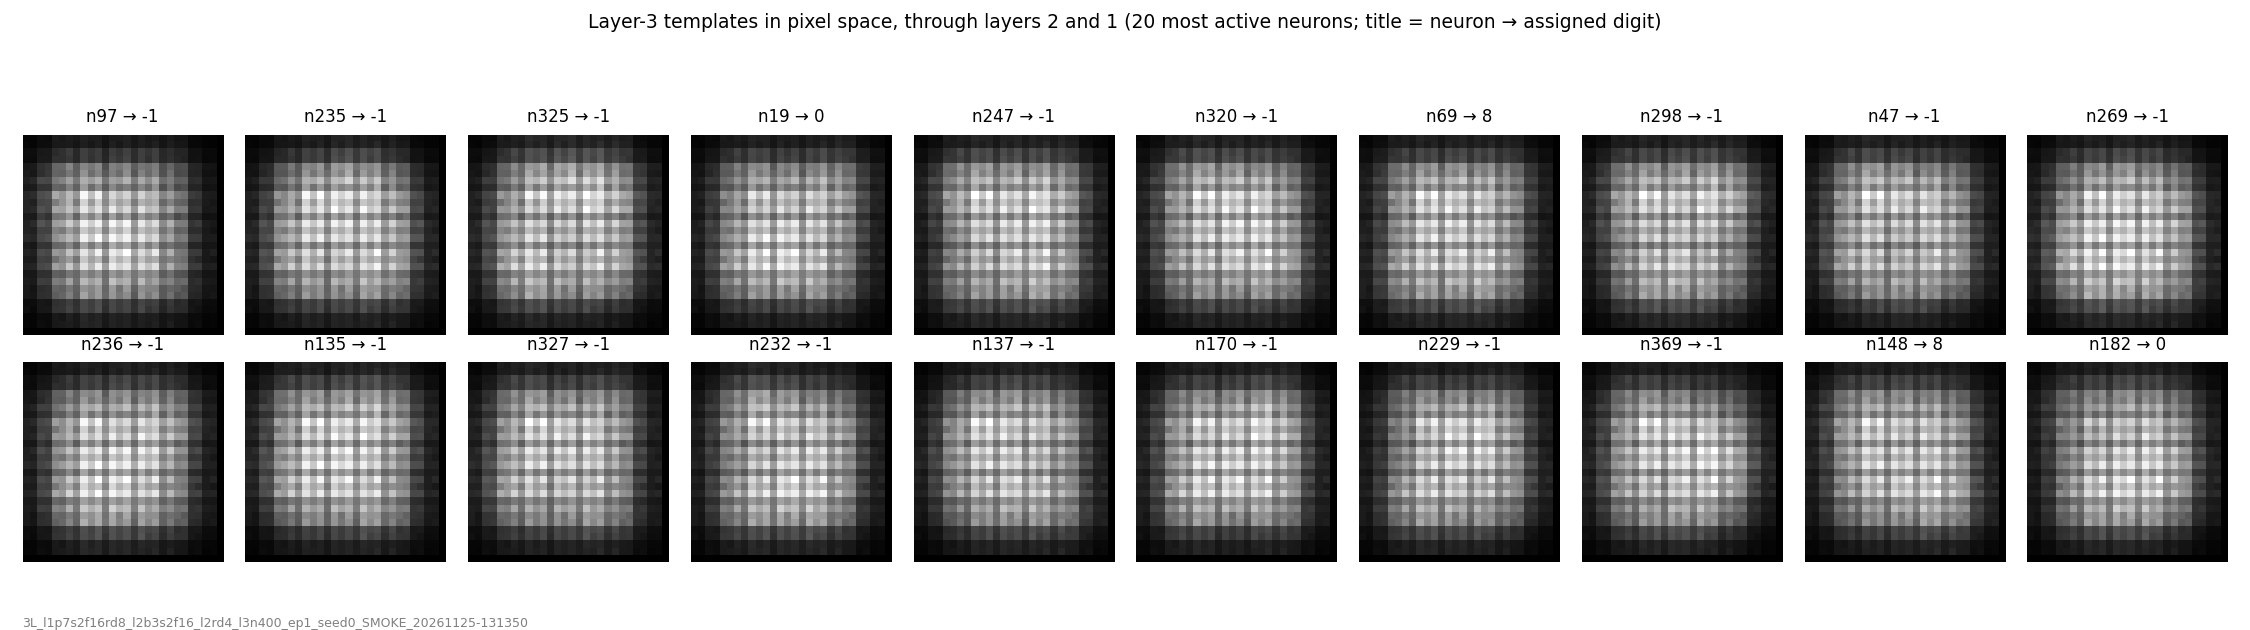 Layer-3 templates in pixel space, through layers 2 and 1 (20 most active neurons; title = neuron → assigned digit)
n97 → -1 n235 → -1 n325 → -1 n19 → 0 n247 → -1 n320 → -1 n69 → 8 n298 → -1 n47 → -1 n269 → -1
n236 → -1 n135 → -1 n327 → -1 n232 → -1 n137 → -1 n170 → -1 n229 → -1 n369 → -1 n148 → 8 n182 → 0
3L_l1p7s2f16rd8_l2b3s2f16_l2rd4_l3n400_ep1_seed0_SMOKE_20261125-131350